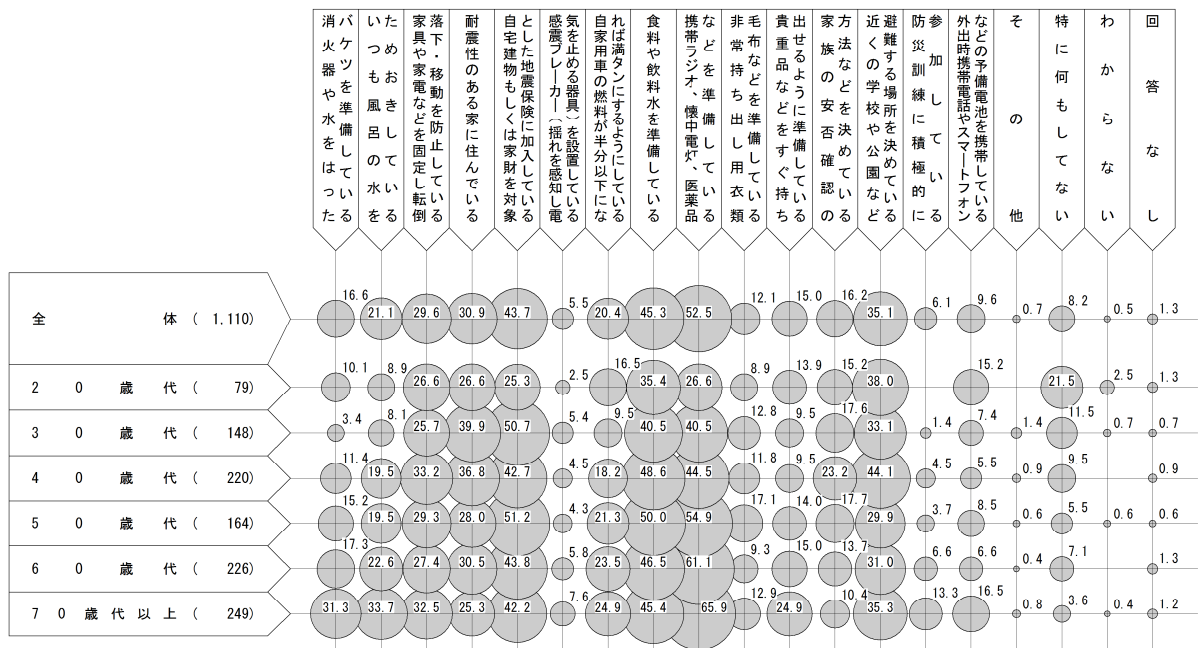 消火器や水をはった
バケツを準備している
いつも風呂の水を
ためおきしている
家具や家電などを固定し転倒
落下・移動を防止している
耐震性のある家に住んでいる
自宅建物もしくは家財を対象
とした地震保険に加入している
感震ブレーカー(揺れを感知し電
気を止める器具)を設置している
自家用車の燃料が半分以下にな
れば満タンにするようにしている
食料や飲料水を準備している
携帯ラジオ、懐中電灯、医薬品
などを準備している
非常持ち出し用衣類
毛布などを準備している
貴重品などをすぐ持ち
出せるように準備している
家族の安否確認の
方法などを決めている
近くの学校や公園など
避難する場所を決めている
防災訓練に積極的に
参加している
外出時携帯電話やスマートフォン
などの予備電池を携帯している
その他
特に何もしてない
わからない
回答なし
全体 ( 1,110) 16.6 21.1 29.6 30.9 43.7 5.5 20.4 45.3 52.5 12.1 15.0 16.2 35.1 6.1 9.6 0.7 8.2 0.5 1.3
20歳代 ( 79) 10.1 8.9 26.6 26.6 25.3 2.5 16.5 35.4 26.6 8.9 13.9 15.2 38.0 15.2 21.5 2.5 1.3
30歳代 ( 148) 3.4 8.1 25.7 39.9 50.7 5.4 9.5 40.5 40.5 12.8 9.5 17.6 33.1 1.4 7.4 1.4 11.5 0.7 0.7
40歳代 ( 220) 11.4 19.5 33.2 36.8 42.7 4.5 18.2 48.6 44.5 11.8 9.5 23.2 44.1 4.5 5.5 0.9 9.5 0.9
50歳代 ( 164) 15.2 19.5 29.3 28.0 51.2 4.3 21.3 50.0 54.9 17.1 14.0 17.7 29.9 3.7 8.5 0.6 5.5 0.6 0.6
60歳代 ( 226) 17.3 22.6 27.4 30.5 43.8 5.8 23.5 46.5 61.1 9.3 15.0 13.7 31.0 6.6 6.6 0.4 7.1 1.3
70歳代以上 ( 249) 31.3 33.7 32.5 25.3 42.2 7.6 24.9 45.4 65.9 12.9 24.9 10.4 35.3 13.3 16.5 0.8 3.6 0.4 1.2